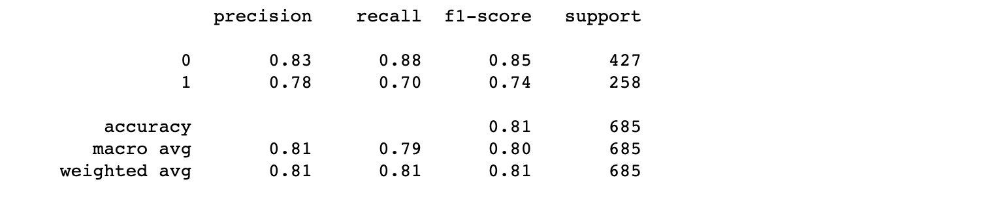 precision recall f1-score support
0 0.83 0.88 0.85 427
1 0.78 0.70 0.74 258
accuracy 0.81 685
macro avg 0.81 0.79 0.80 685
weighted avg 0.81 0.81 0.81 685